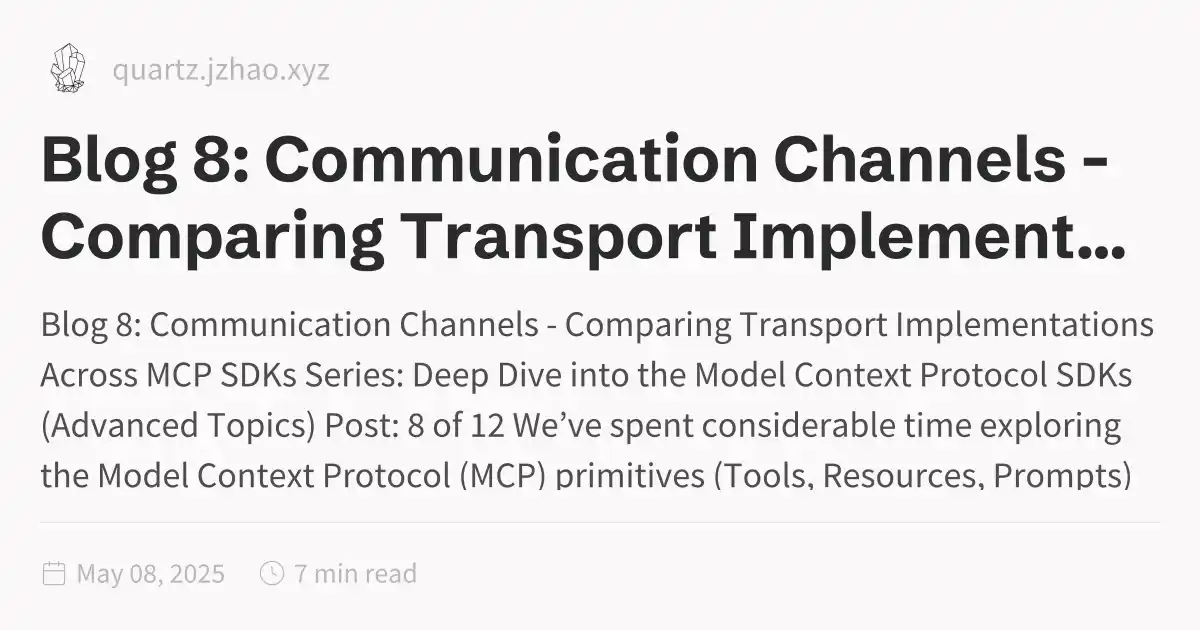 quartz.jzhao.xyz
Blog 8: Communication Channels -
Comparing Transport Implement...
Blog 8: Communication Channels - Comparing Transport Implementations
Across MCP SDKs Series: Deep Dive into the Model Context Protocol SDKs
(Advanced Topics) Post: 8 of 12 We’ve spent considerable time exploring
the Model Context Protocol (MCP) primitives (Tools, Resources, Prompts)
May 08, 2025 7 min read